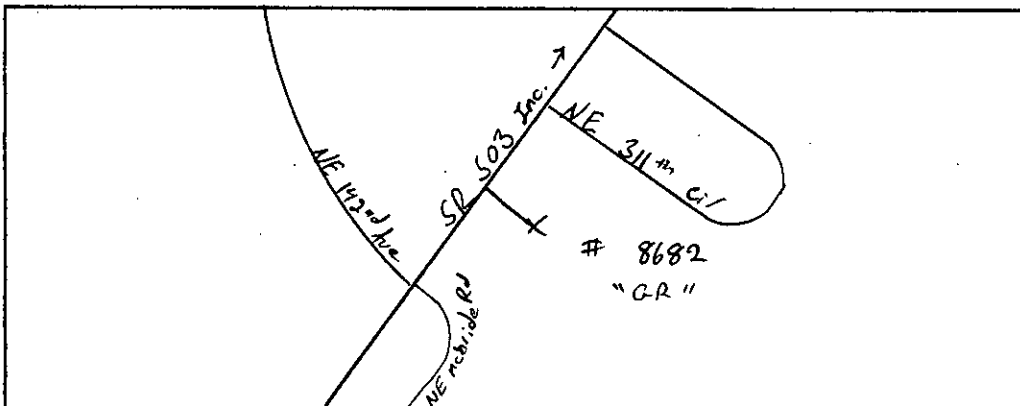 SR 503 Inc. →
NE 311th Cir
NE 142nd Ave
# 8682
"GR"
NE mcbride Rd